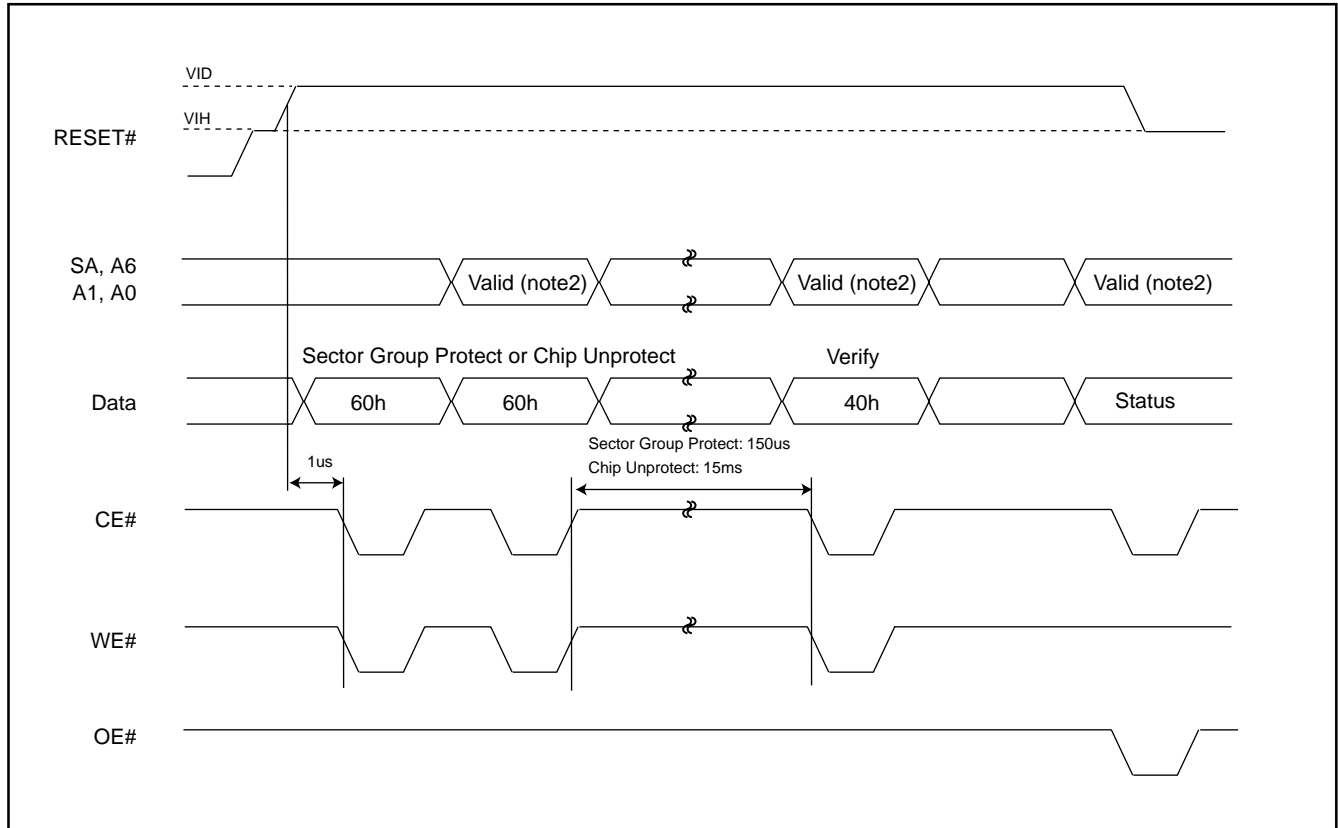 VID
VIH
RESET#
SA, A6
A1, A0
Valid (note2)
Valid (note2)
Valid (note2)
Sector Group Protect or Chip Unprotect
Verify
Data
60h
60h
40h
Status
Sector Group Protect: 150us
Chip Unprotect: 15ms
1us
CE#
WE#
OE#